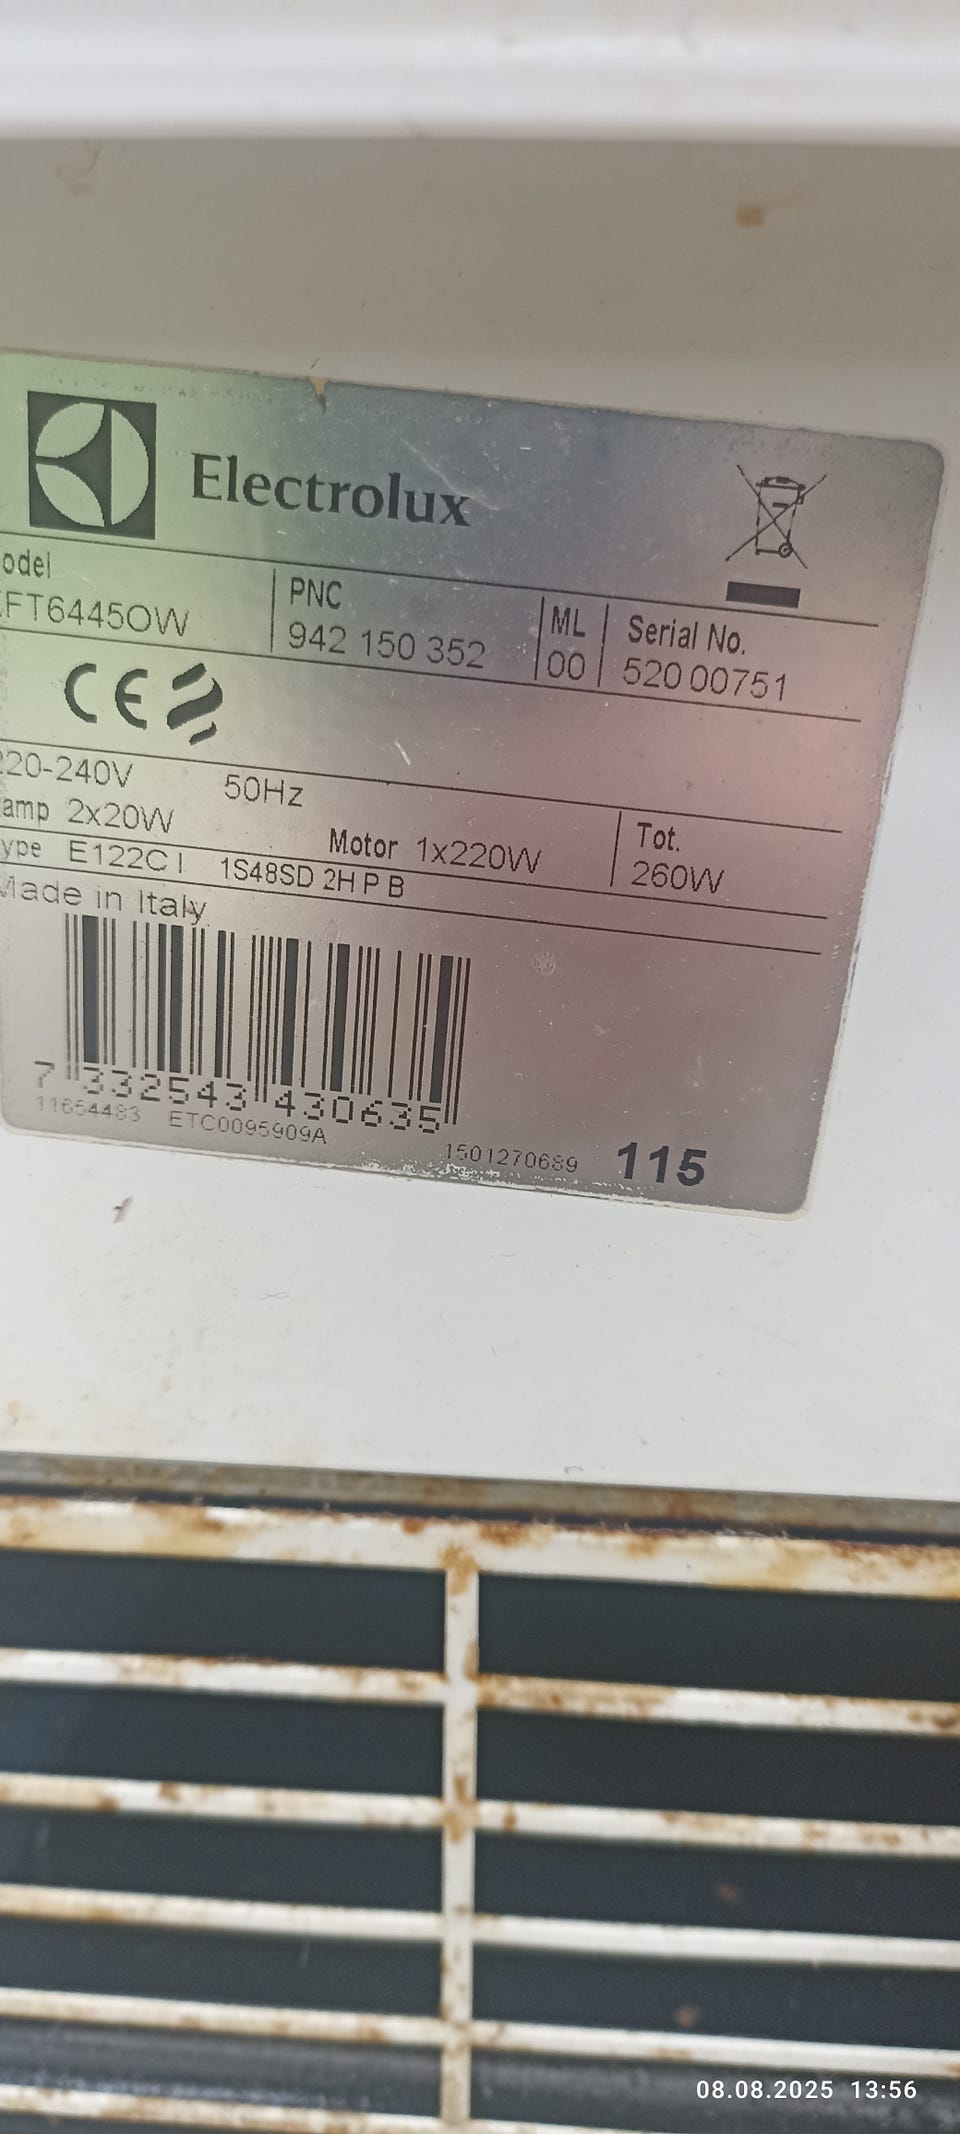 Electrolux
odel
FT6445OW
PNC
942 150 352
ML
00
Serial No.
520 00751
CE
20-240V
50Hz
amp 2x20W
Motor 1x220W
Tot.
260W
ype E122C I 1S48SD 2H P B
Made in Italy
7 332543 430635
11654483 ETC0095909A
1501270689
115
08.08.2025 13:56